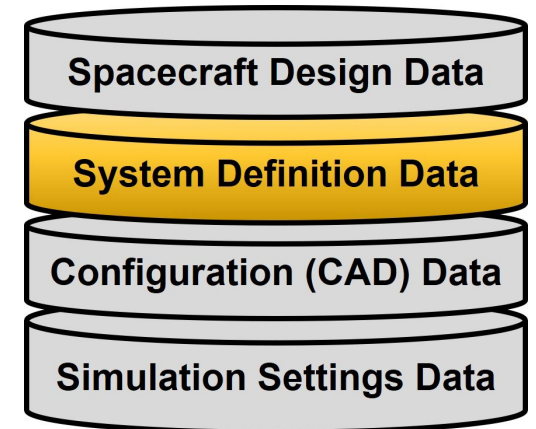 Spacecraft Design Data
System Definition Data
Configuration (CAD) Data
Simulation Settings Data